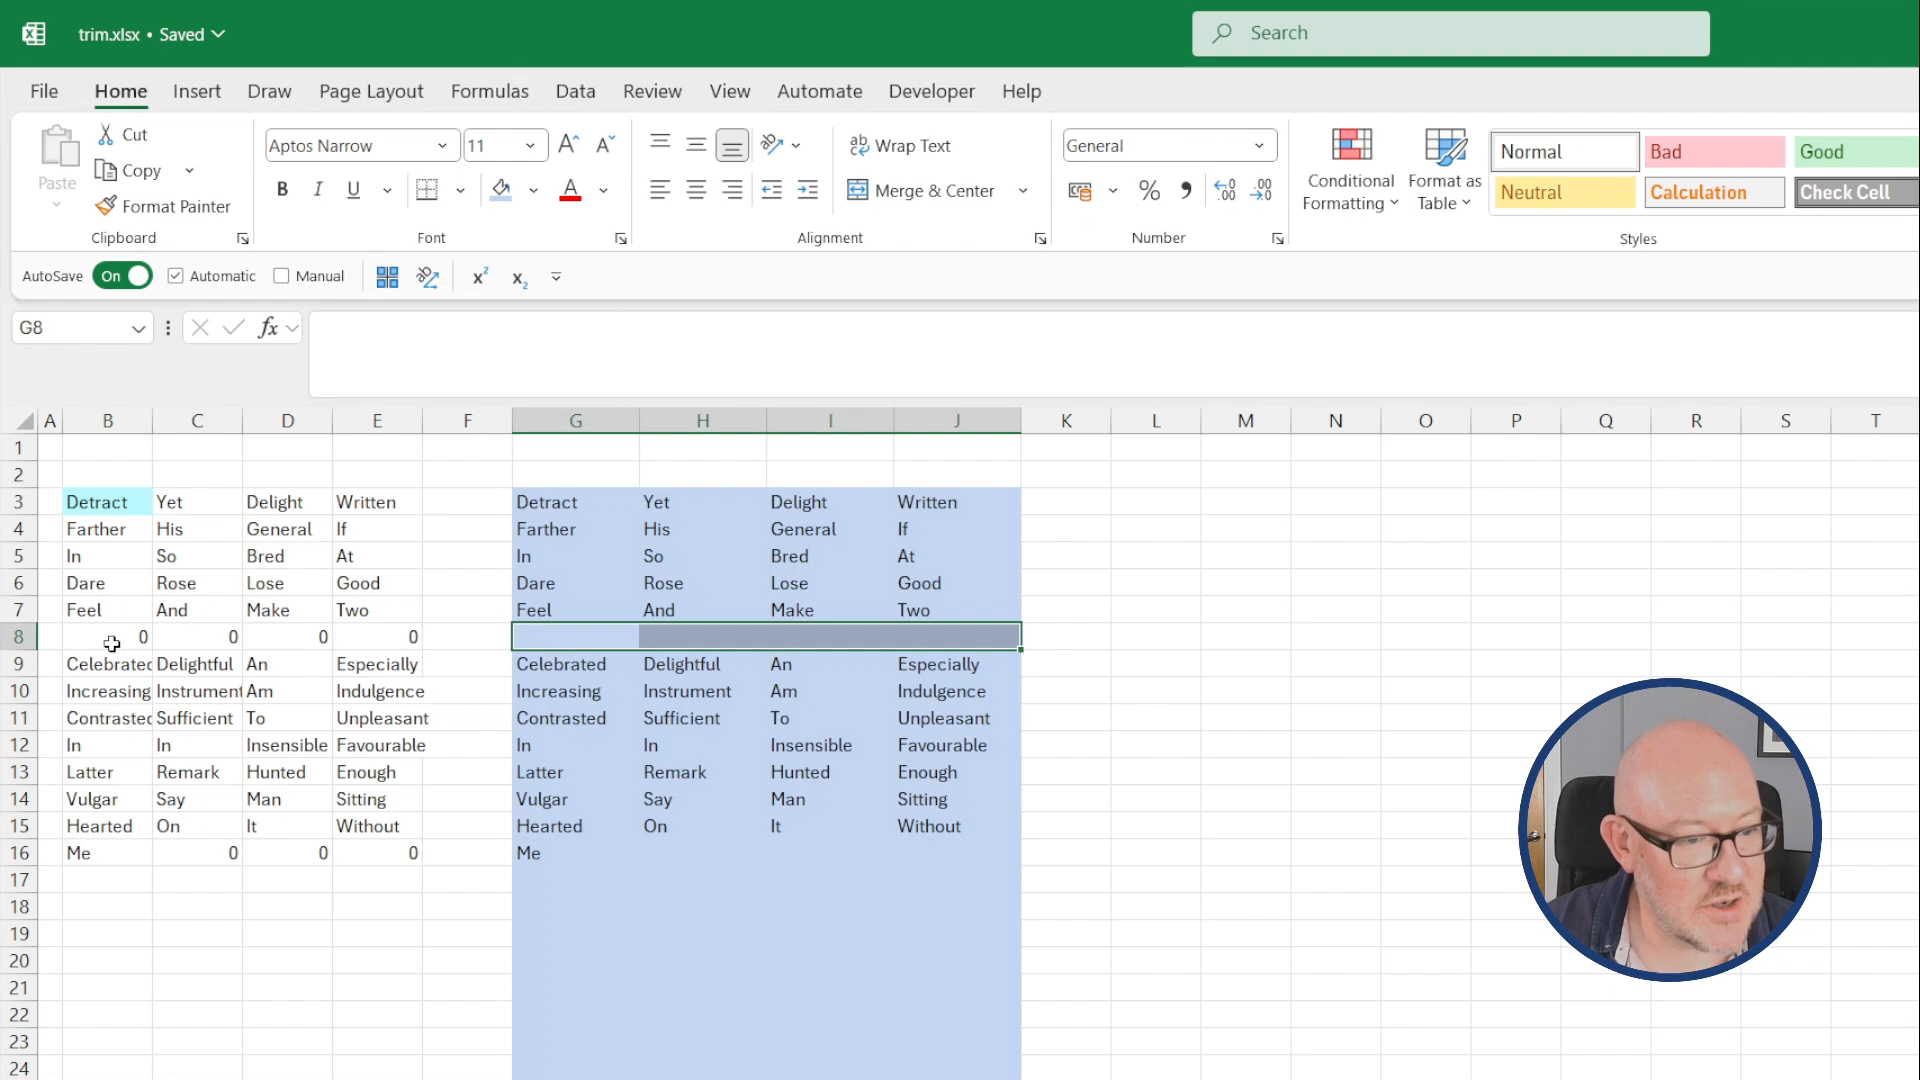 trim.xlsx • Saved
Search
File Home Insert Draw Page Layout Formulas Data Review View Automate Developer Help
Paste
Cut
Copy
Format Painter
Clipboard
Aptos Narrow 11
B I U
Font
Wrap Text
Merge & Center
Alignment
General
Number
Conditional Formatting
Format as Table
Normal Bad Good
Neutral Calculation Check Cell
Styles
AutoSave On Automatic Manual x² x₂
G8 fx
A B C D E F G H I J K L M N O P Q R S T
1
2
3 Detract Yet Delight Written Detract Yet Delight Written
4 Farther His General If Farther His General If
5 In So Bred At In So Bred At
6 Dare Rose Lose Good Dare Rose Lose Good
7 Feel And Make Two Feel And Make Two
8 0 0 0 0
9 Celebrated Delightful An Especially Celebrated Delightful An Especially
10 Increasing Instrument Am Indulgence Increasing Instrument Am Indulgence
11 Contrasted Sufficient To Unpleasant Contrasted Sufficient To Unpleasant
12 In In Insensible Favourable In In Insensible Favourable
13 Latter Remark Hunted Enough Latter Remark Hunted Enough
14 Vulgar Say Man Sitting Vulgar Say Man Sitting
15 Hearted On It Without Hearted On It Without
16 Me 0 0 0 Me
17
18
19
20
21
22
23
24